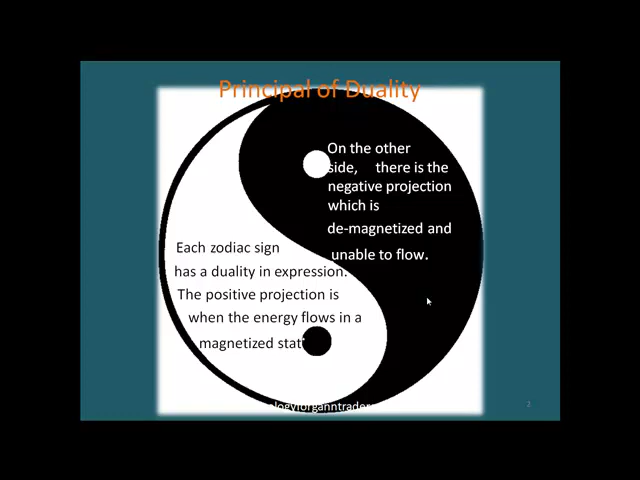 Principal of Duality
On the other
side, there is the
negative projection
which is
de-magnetized and
unable to flow.
Each zodiac sign
has a duality in expression.
The positive projection is
when the energy flows in a
magnetized stat
ologyforganntrader